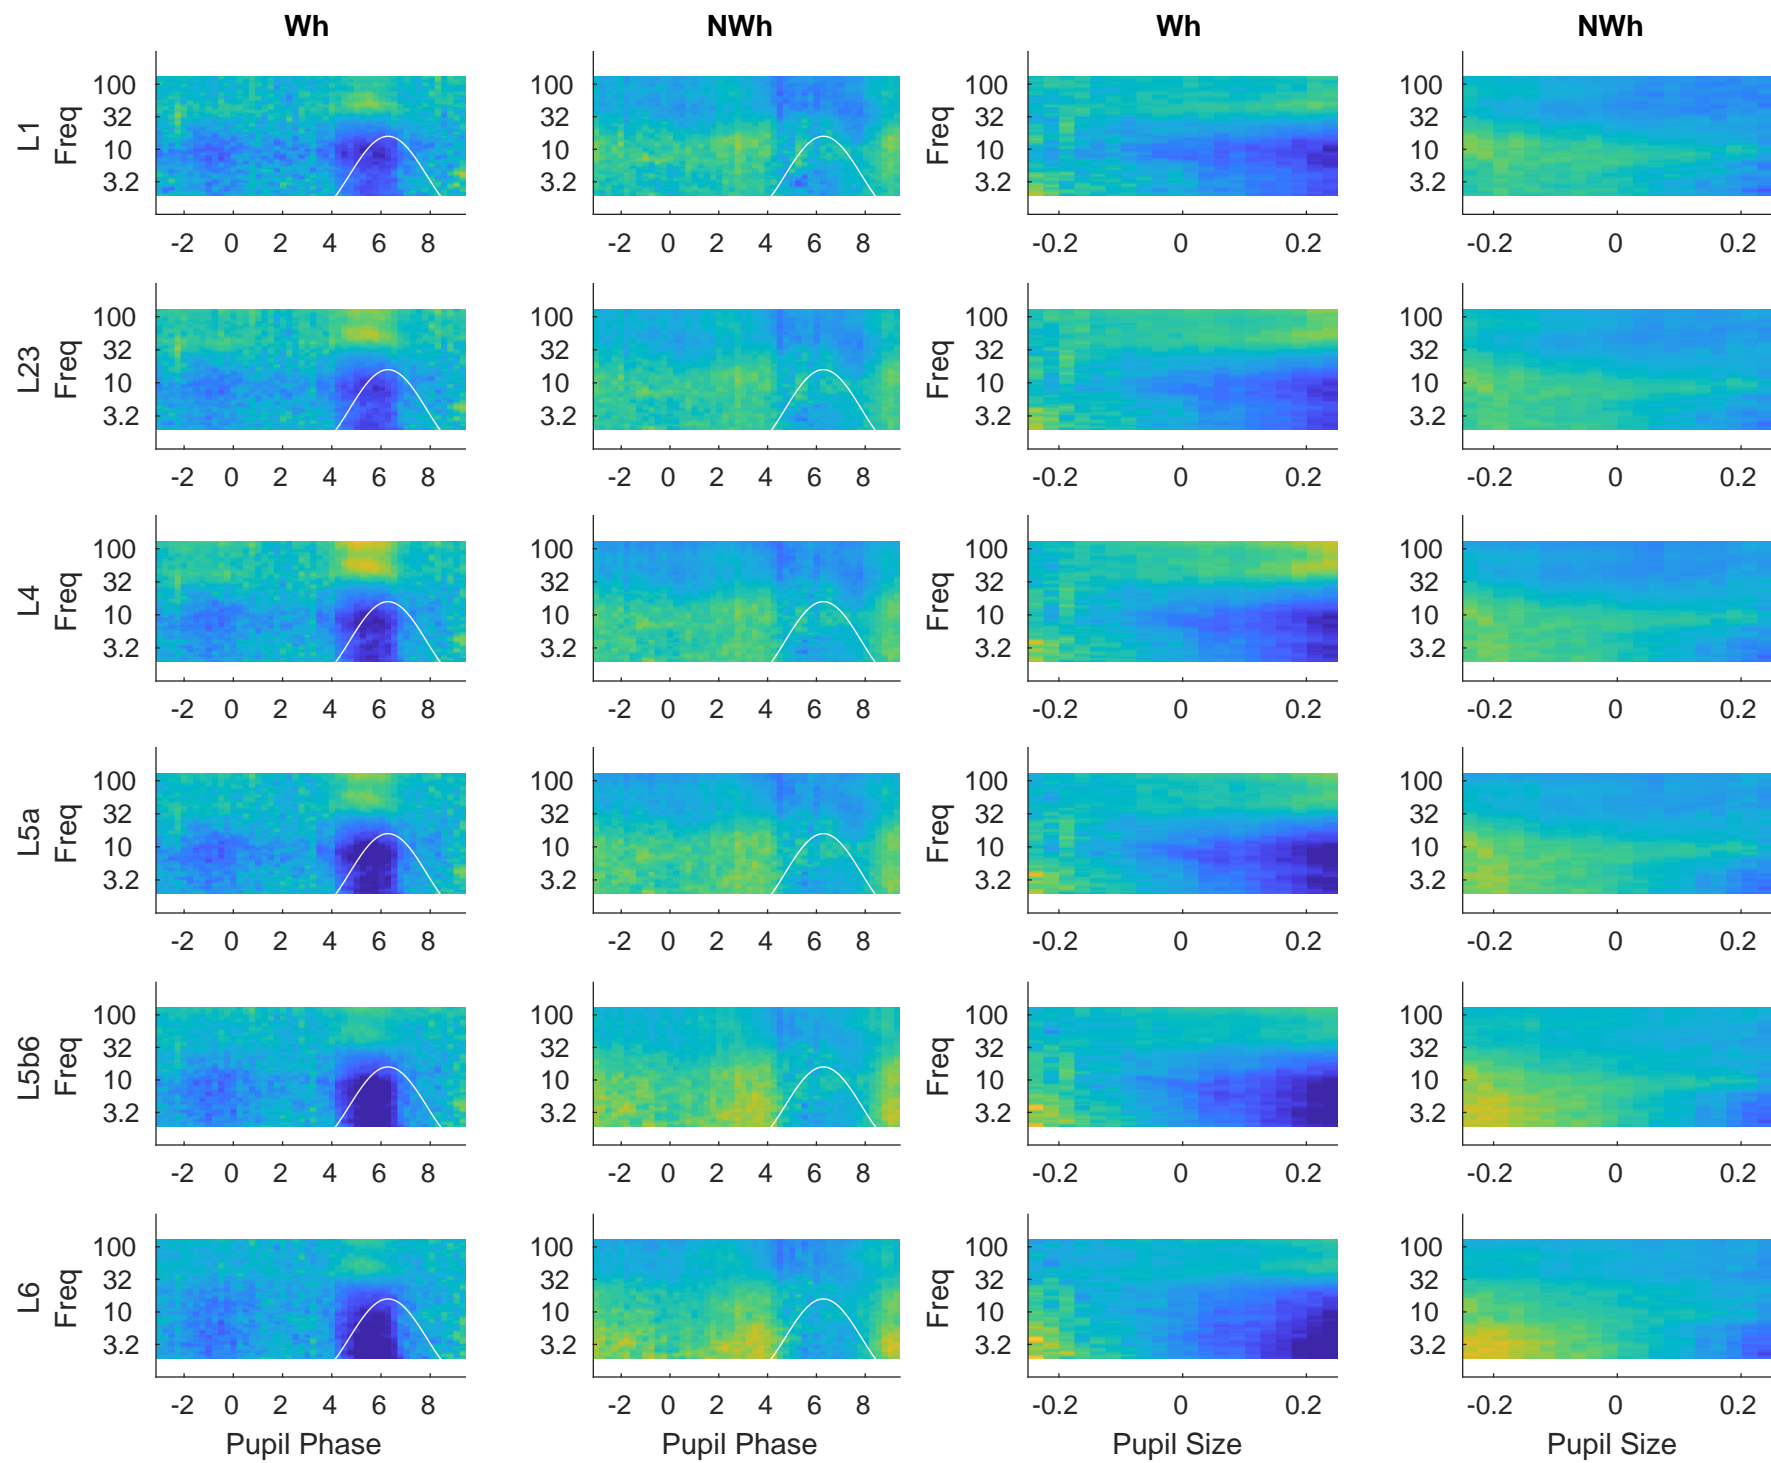 Wh NWh Wh NWh
L1 Freq 100 32 10 3.2 100 32 10 3.2 Freq 100 32 10 3.2 100 32 10 3.2
-2 0 2 4 6 8 -2 0 2 4 6 8 -0.2 0 0.2 -0.2 0 0.2
L23 Freq 100 32 10 3.2 100 32 10 3.2 Freq 100 32 10 3.2 100 32 10 3.2
-2 0 2 4 6 8 -2 0 2 4 6 8 -0.2 0 0.2 -0.2 0 0.2
L4 Freq 100 32 10 3.2 100 32 10 3.2 Freq 100 32 10 3.2 100 32 10 3.2
-2 0 2 4 6 8 -2 0 2 4 6 8 -0.2 0 0.2 -0.2 0 0.2
L5a Freq 100 32 10 3.2 100 32 10 3.2 Freq 100 32 10 3.2 100 32 10 3.2
-2 0 2 4 6 8 -2 0 2 4 6 8 -0.2 0 0.2 -0.2 0 0.2
L5b6 Freq 100 32 10 3.2 100 32 10 3.2 Freq 100 32 10 3.2 100 32 10 3.2
-2 0 2 4 6 8 -2 0 2 4 6 8 -0.2 0 0.2 -0.2 0 0.2
L6 Freq 100 32 10 3.2 100 32 10 3.2 Freq 100 32 10 3.2 100 32 10 3.2
-2 0 2 4 6 8 -2 0 2 4 6 8 -0.2 0 0.2 -0.2 0 0.2
Pupil Phase Pupil Phase Pupil Size Pupil Size